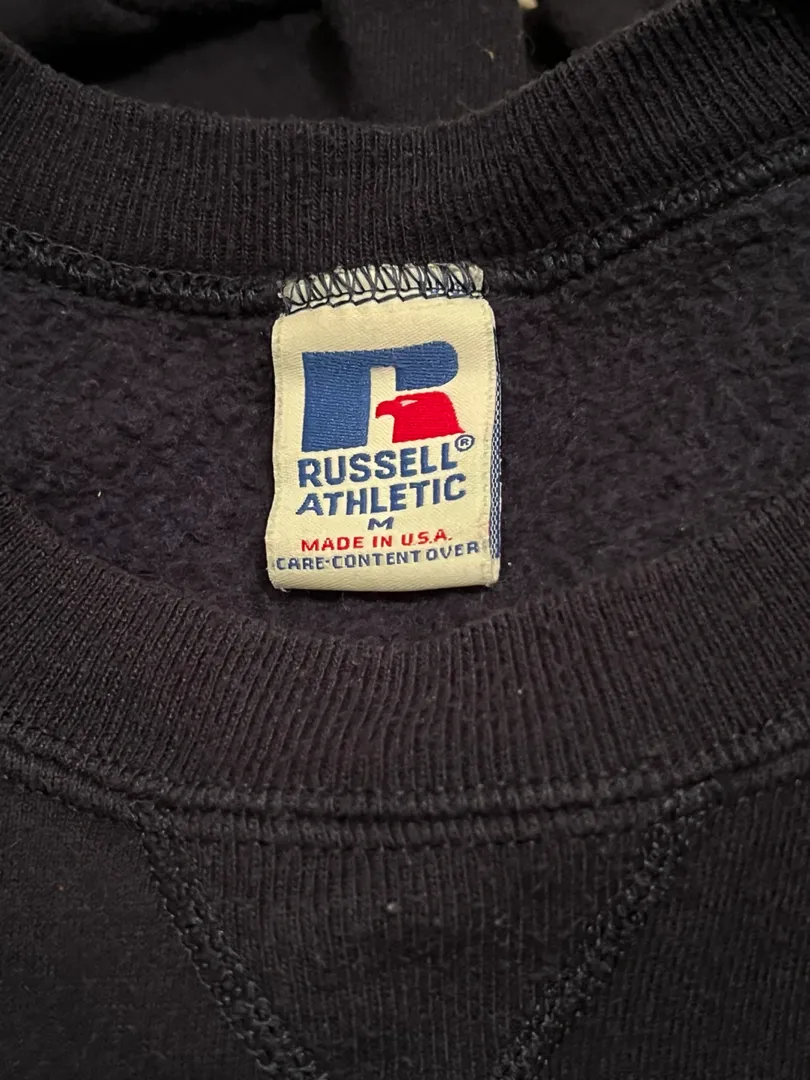 RUSSELL®
ATHLETIC
M
MADE IN U.S.A.
CARE-CONTENT OVER